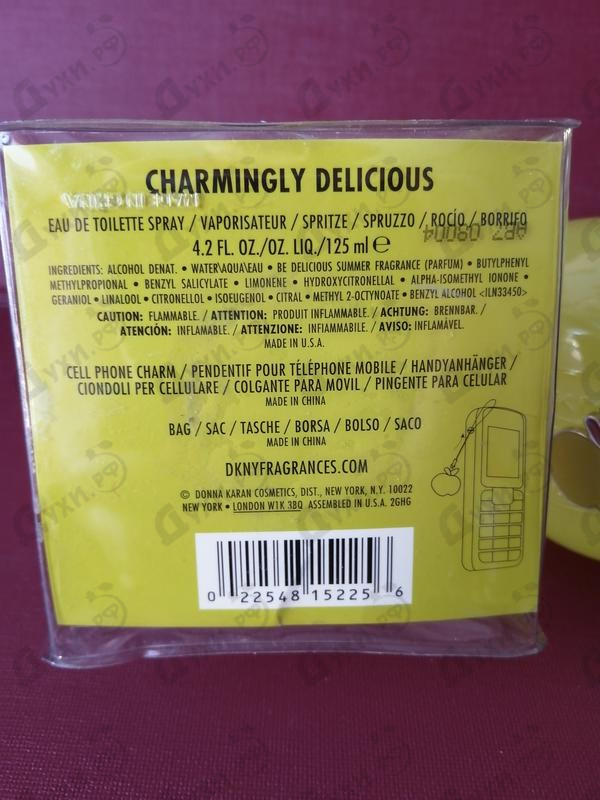 CHARMINGLY DELICIOUS
EAU DE TOILETTE SPRAY / VAPORISATEUR / SPRITZE / SPRUZZO / ROCÍO / BORRIFO
4.2 FL. OZ./OZ. LIQ./125 ml ℮
INGREDIENTS: ALCOHOL DENAT. • WATER\AQUA\EAU • BE DELICIOUS SUMMER FRAGRANCE (PARFUM) • BUTYLPHENYL
METHYLPROPIONAL • BENZYL SALICYLATE • LIMONENE • HYDROXYCITRONELLAL • ALPHA-ISOMETHYL IONONE •
GERANIOL • LINALOOL • CITRONELLOL • ISOEUGENOL • CITRAL • METHYL 2-OCTYNOATE • BENZYL ALCOHOL <ILN33450>
CAUTION: FLAMMABLE. / ATTENTION: PRODUIT INFLAMMABLE. / ACHTUNG: BRENNBAR. /
ATENCIÓN: INFLAMABLE. / ATTENZIONE: INFIAMMABILE. / AVISO: INFLAMÁVEL.
MADE IN U.S.A.
CELL PHONE CHARM / PENDENTIF POUR TÉLÉPHONE MOBILE / HANDYANHÄNGER /
CIONDOLI PER CELLULARE / COLGANTE PARA MOVIL / PINGENTE PARA CELULAR
MADE IN CHINA
BAG / SAC / TASCHE / BORSA / BOLSO / SACO
MADE IN CHINA
DKNYFRAGRANCES.COM
© DONNA KARAN COSMETICS, DIST., NEW YORK, N.Y. 10022
NEW YORK • LONDON W1K 3BQ ASSEMBLED IN U.S.A. 2GHG
0 22548 15225 6
Духи.РФ